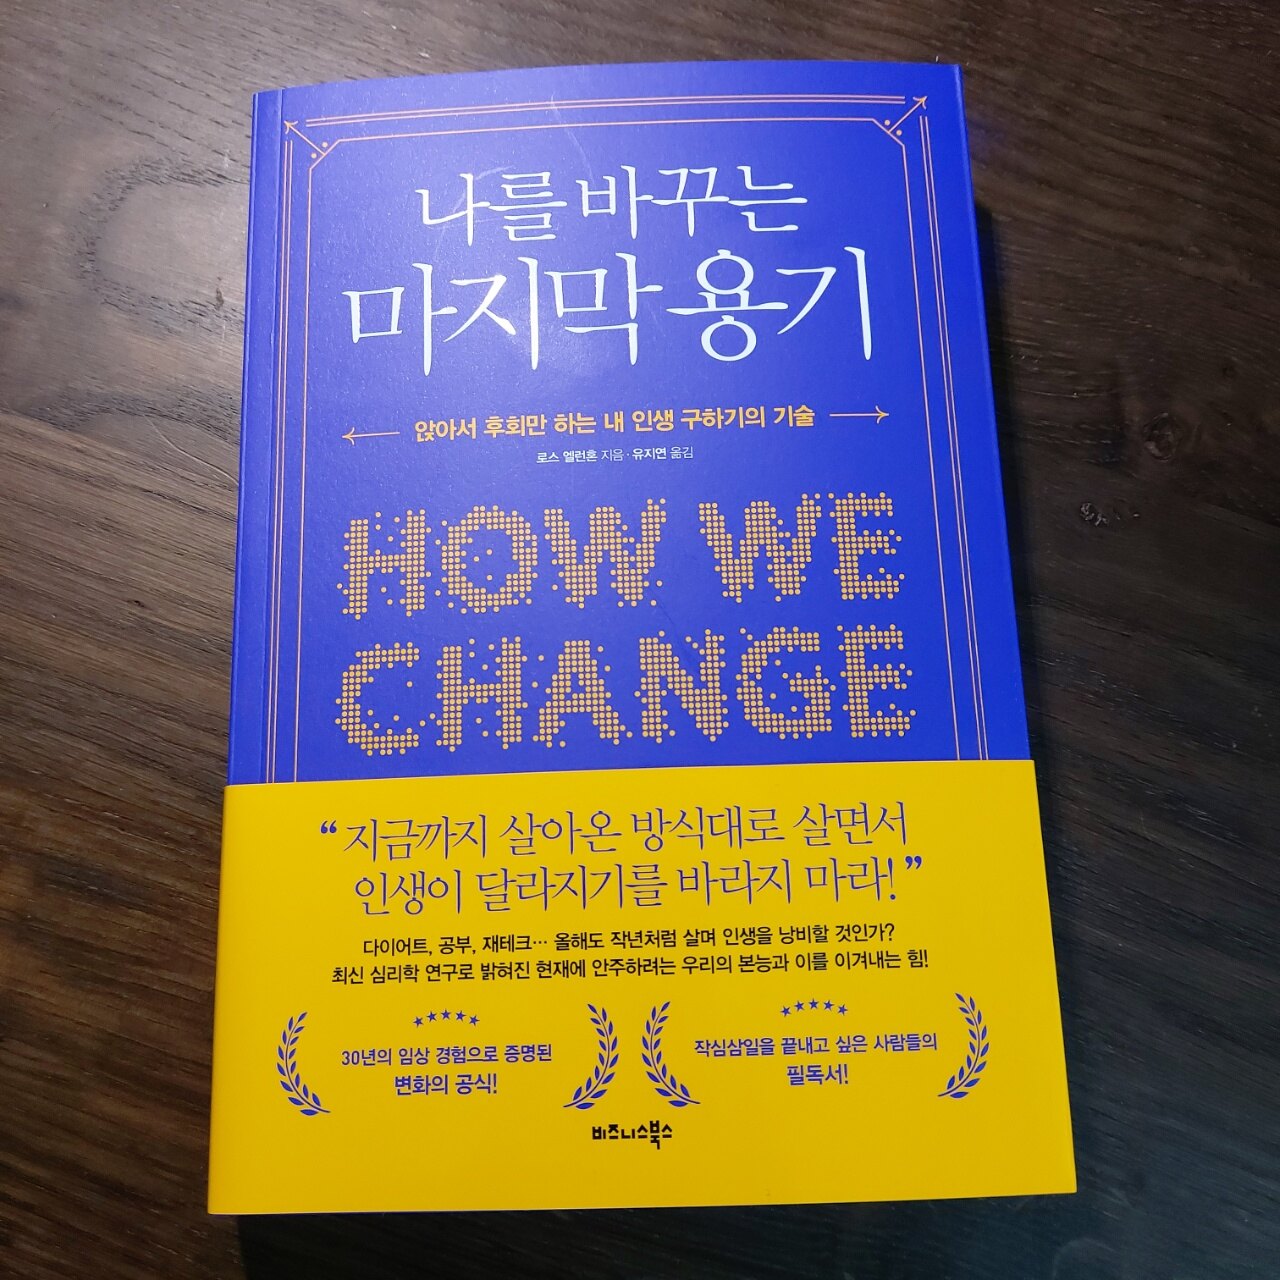 나를 바꾸는
마지막 용기
앉아서 후회만 하는 내 인생 구하기의 기술
로스 엘런혼 지음 · 유지연 옮김
HOW WE
CHANGE
“ 지금까지 살아온 방식대로 살면서
인생이 달라지기를 바라지 마라! ”
다이어트, 공부, 재테크… 올해도 작년처럼 살며 인생을 낭비할 것인가?
최신 심리학 연구로 밝혀진 현재에 안주하려는 우리의 본능과 이를 이겨내는 힘!
30년의 임상 경험으로 증명된
변화의 공식!
작심삼일을 끝내고 싶은 사람들의
필독서!
비즈니스북스